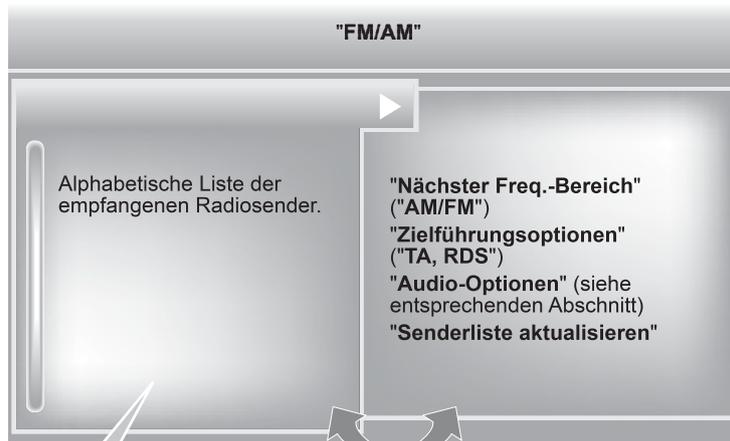 "FM/AM"
Alphabetische Liste der
empfangenen Radiosender.
"Nächster Freq.-Bereich"
("AM/FM")
"Zielführungsoptionen"
("TA, RDS")
"Audio-Optionen" (siehe
entsprechenden Abschnitt)
"Senderliste aktualisieren"